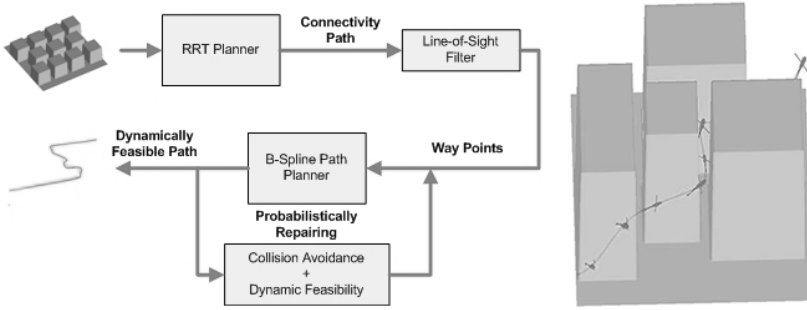 RRT Planner
Connectivity
Path
Line-of-Sight
Filter
Dynamically
Feasible Path
B-Spline Path
Planner
Way Points
Probabilistically
Repairing
Collision Avoidance
+
Dynamic Feasibility